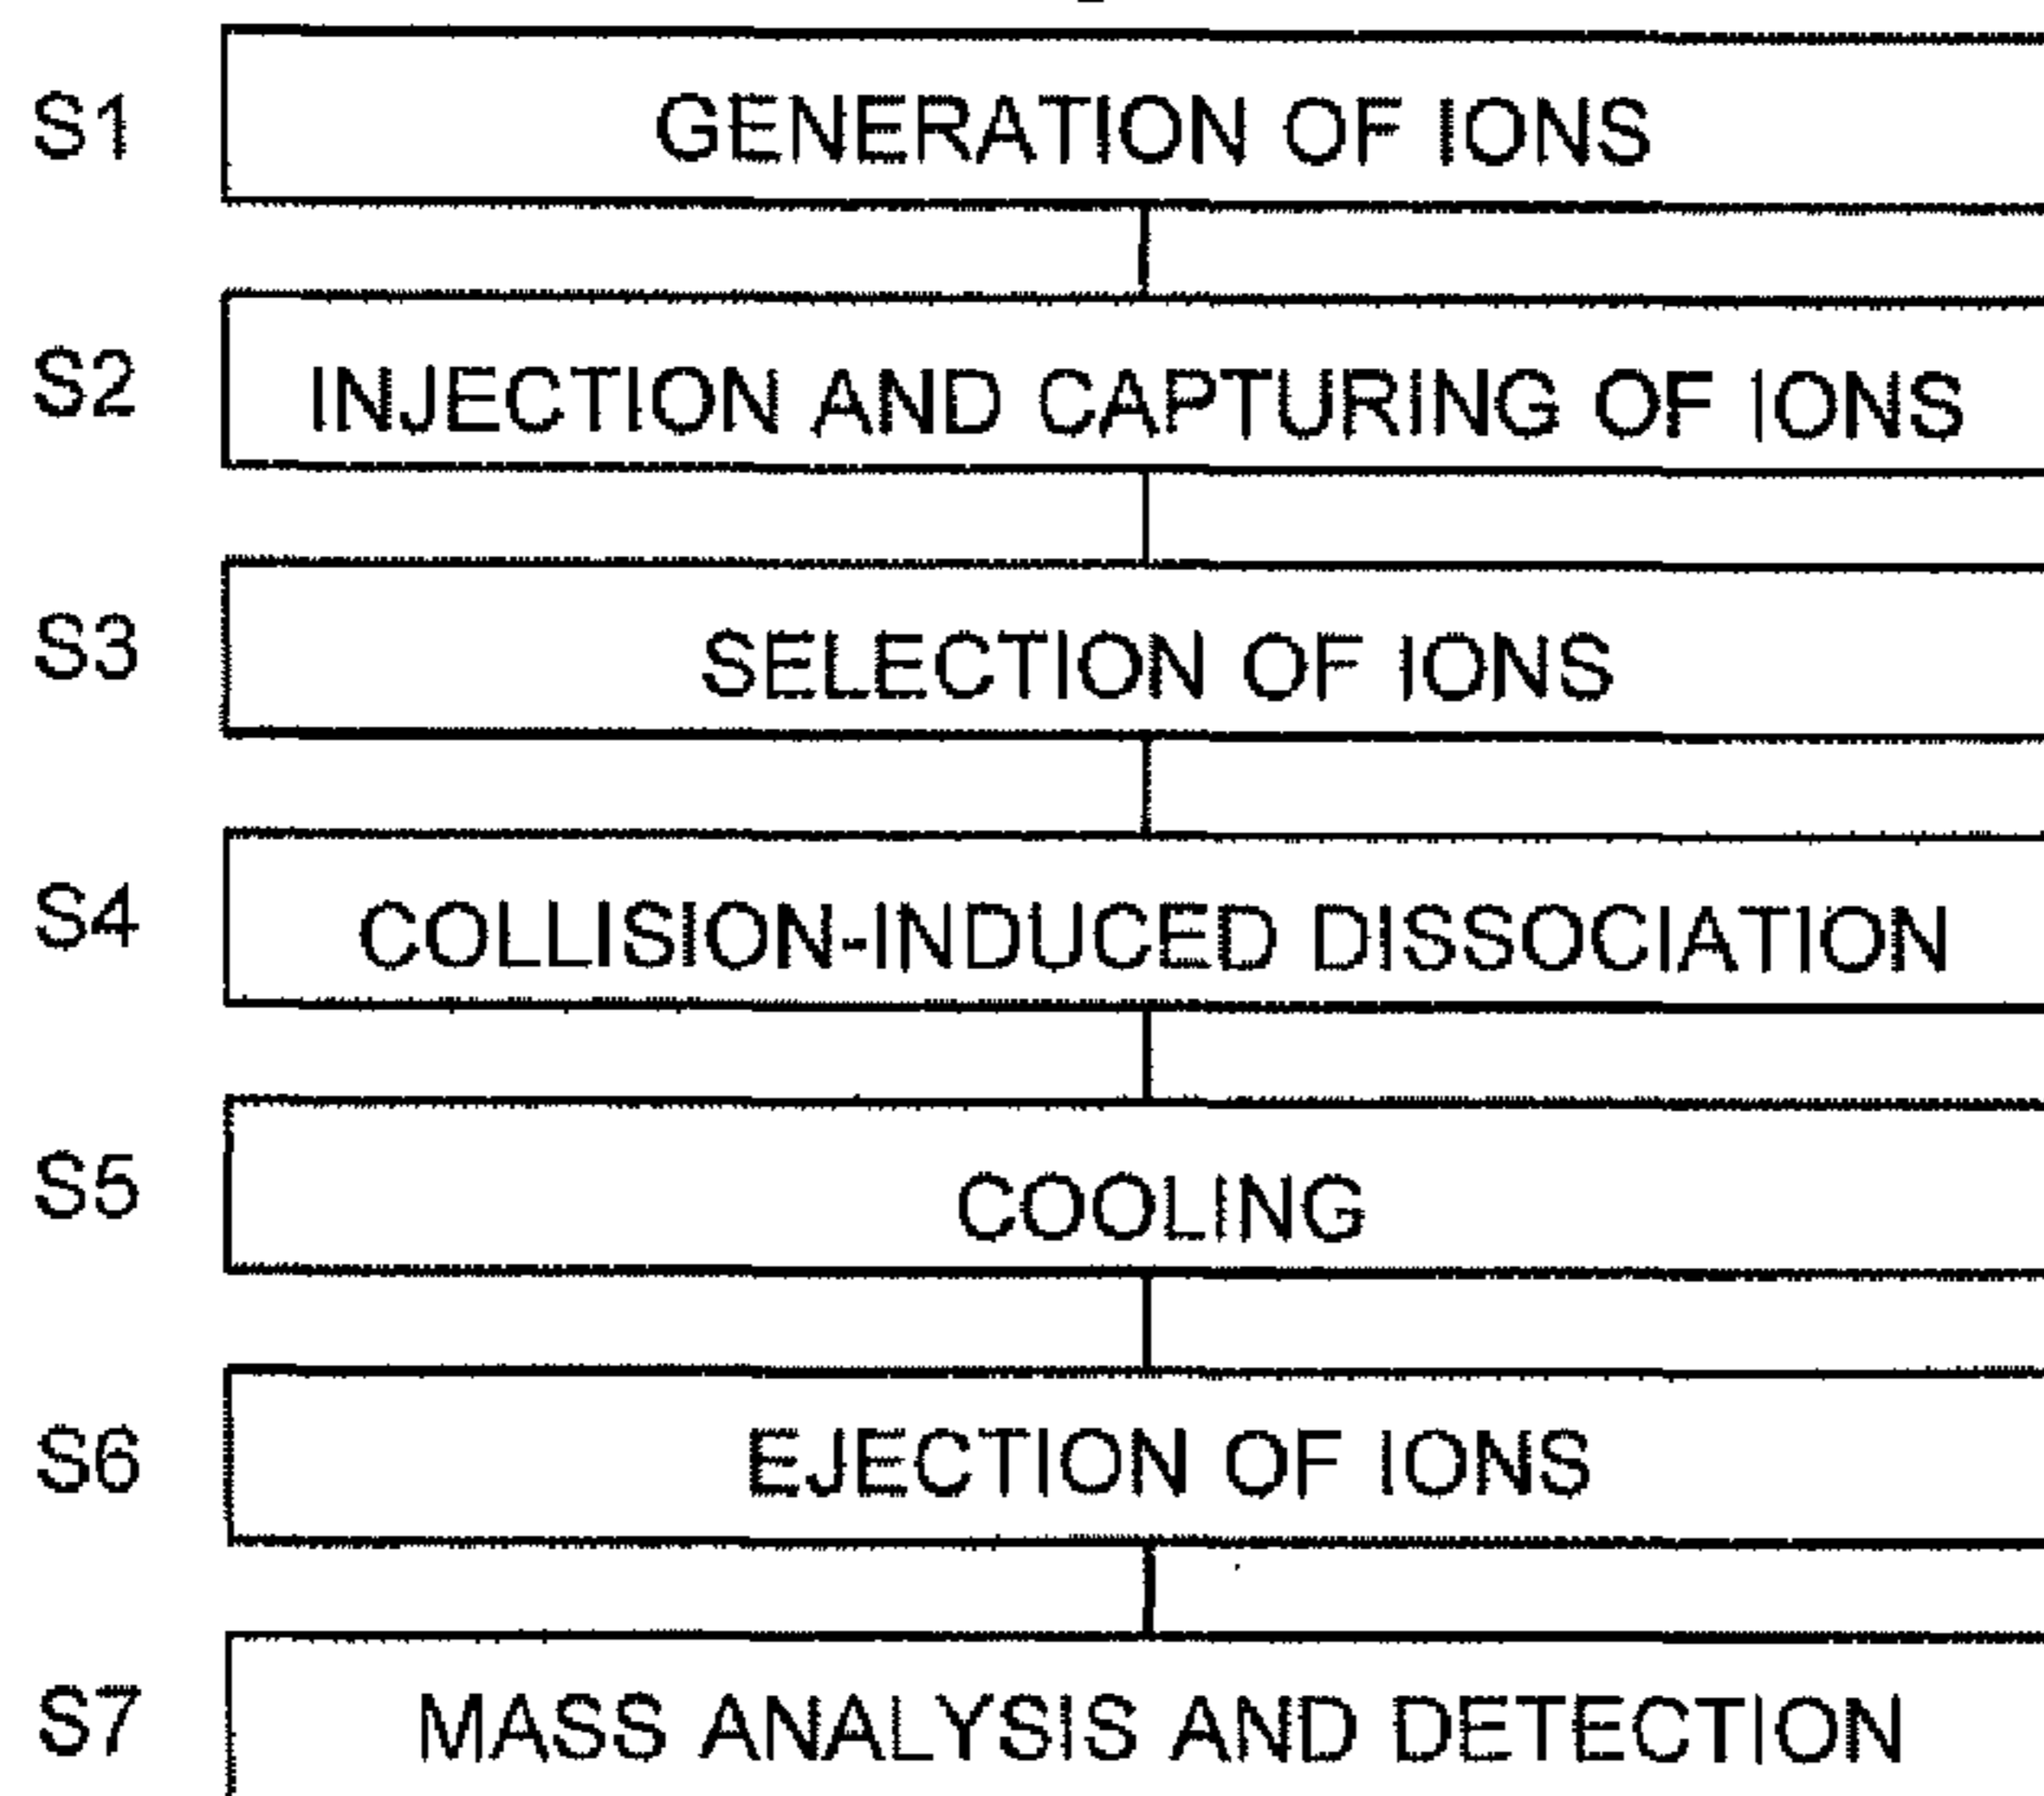 S1 GENERATION OF IONS
S2 INJECTION AND CAPTURING OF IONS
S3 SELECTION OF IONS
S4 COLLISION-INDUCED DISSOCIATION
S5 COOLING
S6 EJECTION OF IONS
S7 MASS ANALYSIS AND DETECTION